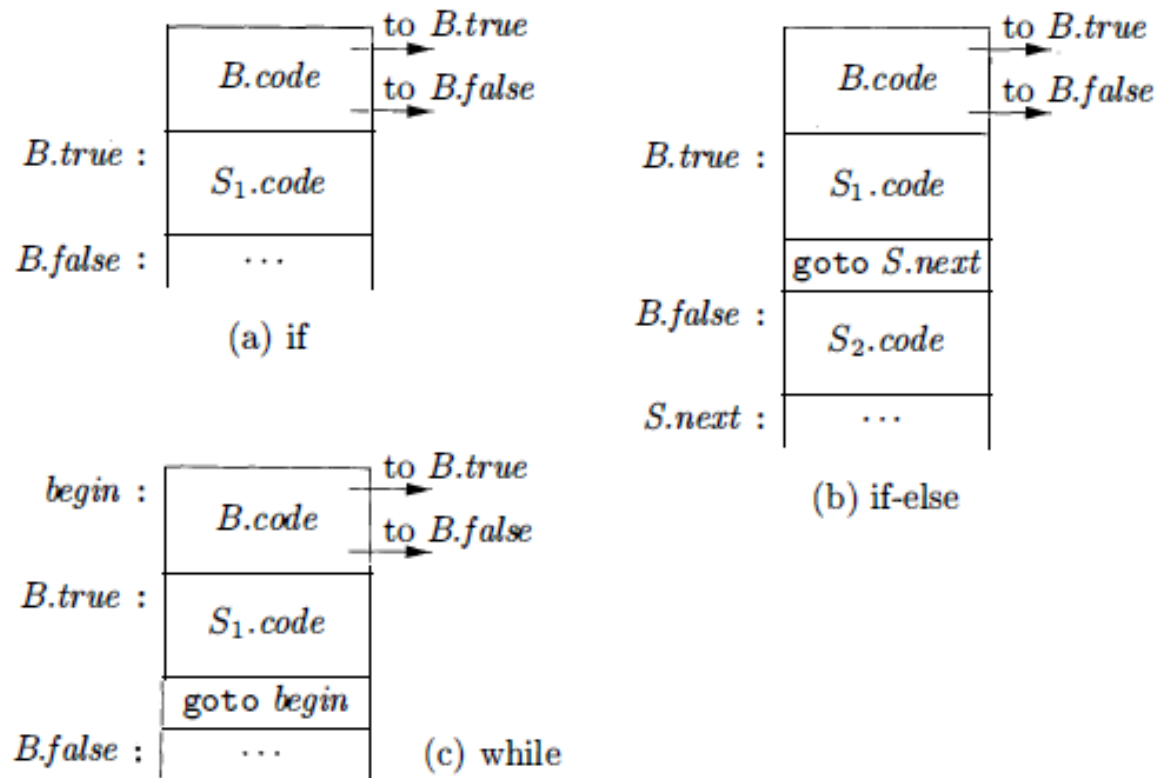 to B.true
B.code
to B.false
B.true :
S₁.code
B.false :
...
(a) if
to B.true
B.code
to B.false
B.true :
S₁.code
goto S.next
B.false :
S₂.code
S.next :
...
(b) if-else
begin :
to B.true
B.code
to B.false
B.true :
S₁.code
goto begin
B.false :
...
(c) while